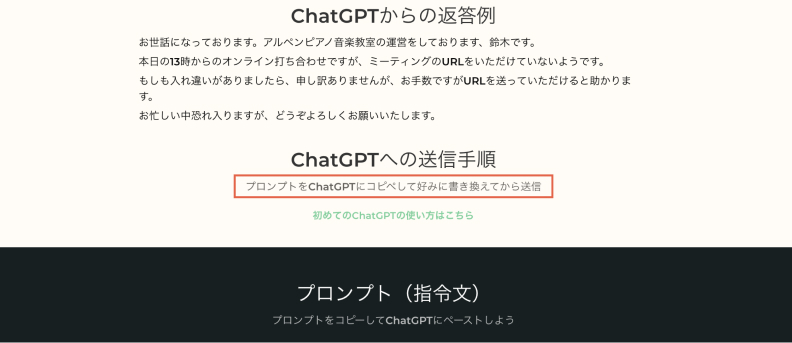 ChatGPTからの返答例
お世話になっております。アルペンピアノ音楽教室の運営をしております、鈴木です。
本日の13時からのオンライン打ち合わせですが、ミーティングのURLをいただけていないようです。
もしも入れ違いがありましたら、申し訳ありませんが、お手数ですがURLを送っていただけると助かりま
す。
お忙しい中恐れ入りますが、どうぞよろしくお願いいたします。
ChatGPTへの送信手順
プロンプトをChatGPTにコピペして好みに書き換えてから送信
初めてのChatGPTの使い方はこちら
プロンプト（指令文）
プロンプトをコピーしてChatGPTにペーストしよう